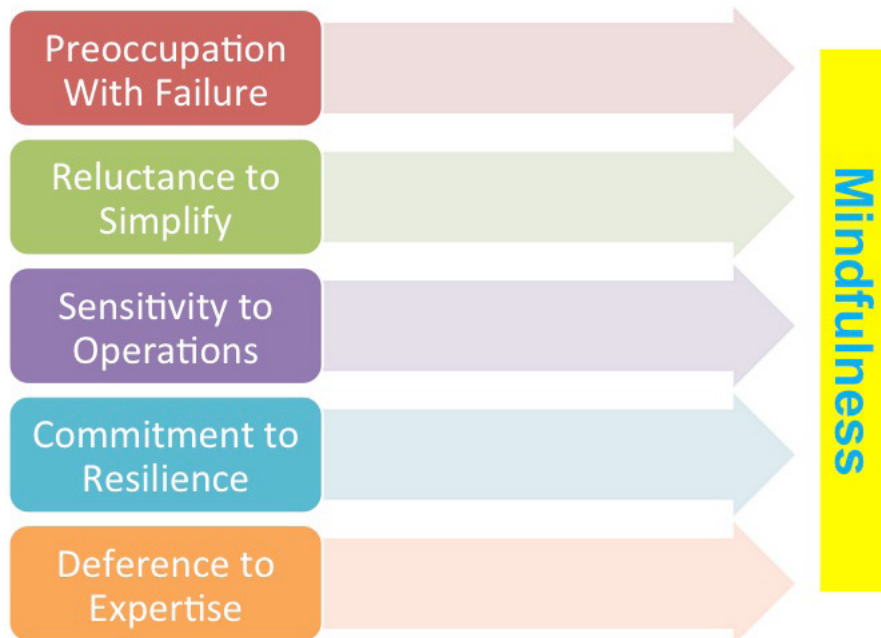 Preoccupation
With Failure
Reluctance to
Simplify
Sensitivity to
Operations
Commitment to
Resilience
Deference to
Expertise
Mindfulness